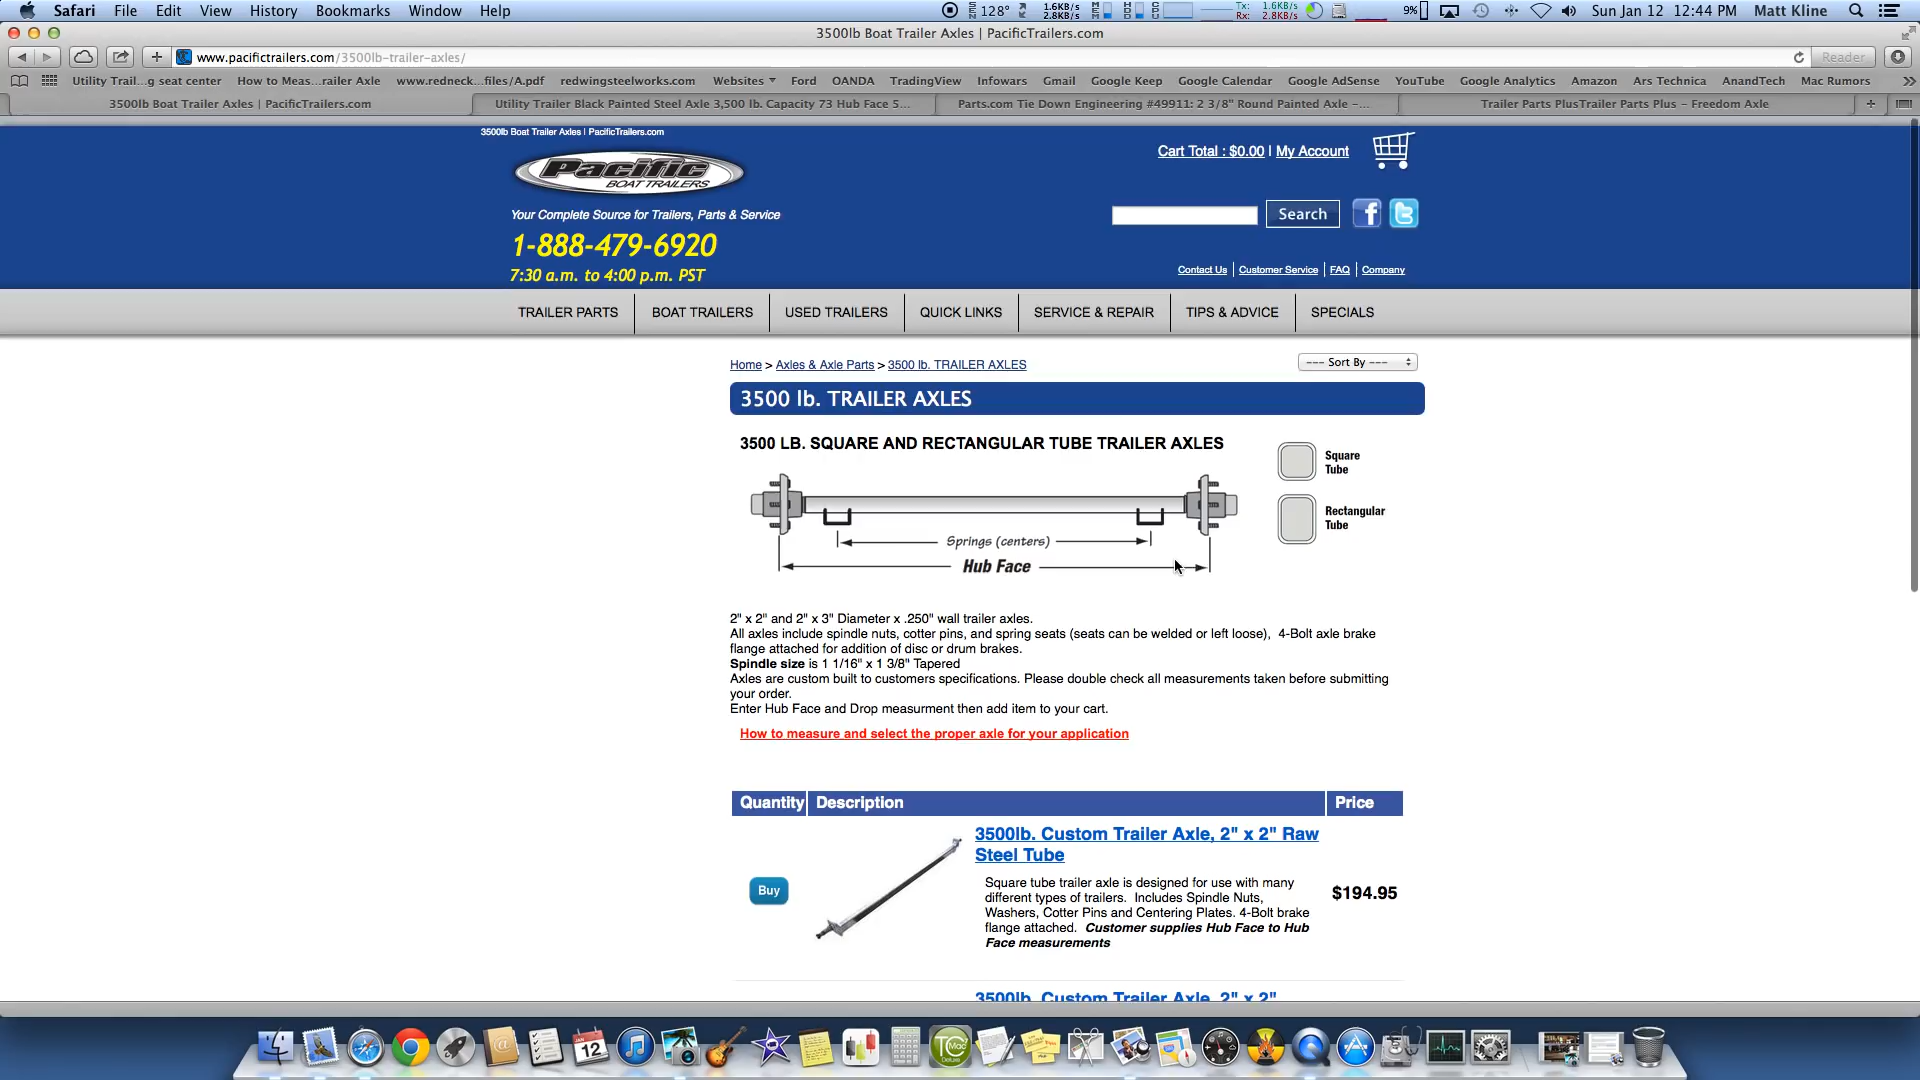 Safari File Edit View History Bookmarks Window Help
128° 1.6KB/s 2.8KB/s Tx: 1.6KB/s Rx: 2.8KB/s 9% Sun Jan 12 12:44 PM Matt Kline
3500lb Boat Trailer Axles | PacificTrailers.com
www.pacifictrailers.com/3500lb-trailer-axles/ Reader
Utility Trail...g seat center How to Meas...railer Axle www.redneck...files/A.pdf redwingsteelworks.com Websites Ford OANDA TradingView Infowars Gmail Google Keep Google Calendar Google AdSense YouTube Google Analytics Amazon Ars Technica AnandTech Mac Rumors
3500lb Boat Trailer Axles | PacificTrailers.com Utility Trailer Black Painted Steel Axle 3,500 lb. Capacity 73 Hub Face 5... Parts.com Tie Down Engineering #49911: 2 3/8" Round Painted Axle –... Trailer Parts PlusTrailer Parts Plus – Freedom Axle
3500lb Boat Trailer Axles | PacificTrailers.com
Pacific
BOAT TRAILERS
Your Complete Source for Trailers, Parts & Service
1-888-479-6920
7:30 a.m. to 4:00 p.m. PST
Cart Total : $0.00 | My Account
Search
Contact Us | Customer Service | FAQ | Company
TRAILER PARTS BOAT TRAILERS USED TRAILERS QUICK LINKS SERVICE & REPAIR TIPS & ADVICE SPECIALS
Home > Axles & Axle Parts > 3500 lb. TRAILER AXLES
--- Sort By ---
3500 lb. TRAILER AXLES
3500 LB. SQUARE AND RECTANGULAR TUBE TRAILER AXLES
Square
Tube
Rectangular
Tube
Springs (centers)
Hub Face
2" x 2" and 2" x 3" Diameter x .250" wall trailer axles.
All axles include spindle nuts, cotter pins, and spring seats (seats can be welded or left loose), 4-Bolt axle brake
flange attached for addition of disc or drum brakes.
Spindle size is 1 1/16" x 1 3/8" Tapered
Axles are custom built to customers specifications. Please double check all measurements taken before submitting
your order.
Enter Hub Face and Drop measurment then add item to your cart.
How to measure and select the proper axle for your application
Quantity Description Price
3500lb. Custom Trailer Axle, 2" x 2" Raw
Steel Tube
Buy
Square tube trailer axle is designed for use with many
different types of trailers. Includes Spindle Nuts,
Washers, Cotter Pins and Centering Plates. 4-Bolt brake
flange attached. Customer supplies Hub Face to Hub
Face measurements
$194.95
3500lb. Custom Trailer Axle, 2" x 2"
JAN
12